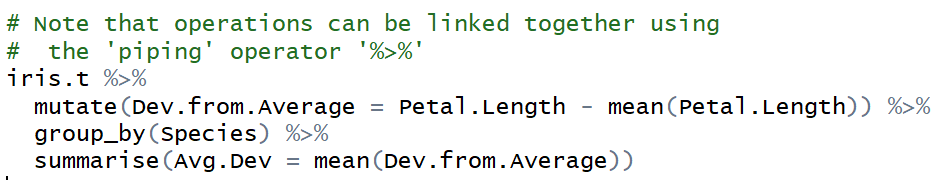 # Note that operations can be linked together using
#  the 'piping' operator '%>%'
iris.t %>%
  mutate(Dev.from.Average = Petal.Length - mean(Petal.Length)) %>%
  group_by(Species) %>%
  summarise(Avg.Dev = mean(Dev.from.Average))